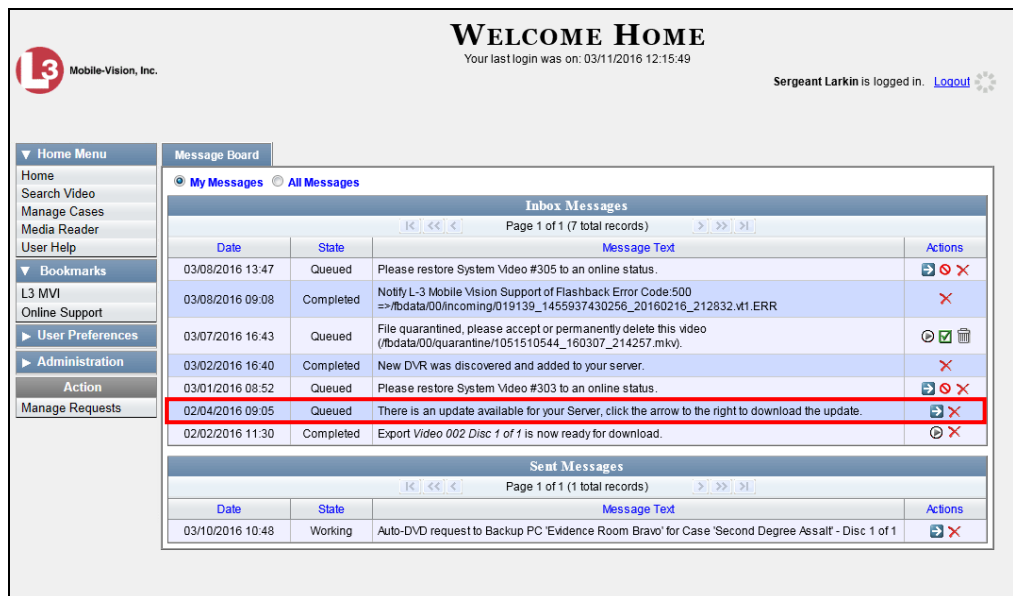 WELCOME HOME
Your last login was on: 03/11/2016 12:15:49
L3 Mobile-Vision, Inc.
Sergeant Larkin is logged in. Logout
Home Menu
Home
Search Video
Manage Cases
Media Reader
User Help
Bookmarks
L3 MVI
Online Support
User Preferences
Administration
Action
Manage Requests
Message Board
My Messages All Messages
Inbox Messages
Page 1 of 1 (7 total records)
Date State Message Text Actions
03/08/2016 13:47 Queued Please restore System Video #305 to an online status.
03/08/2016 09:08 Completed Notify L-3 Mobile Vision Support of Flashback Error Code:500
=>/fbdata/00/incoming/019139_1455937430256_20160216_212832.vt1.ERR
03/07/2016 16:43 Queued File quarantined, please accept or permanently delete this video
(/fbdata/00/quarantine/1051510544_160307_214257.mkv).
03/02/2016 16:40 Completed New DVR was discovered and added to your server.
03/01/2016 08:52 Queued Please restore System Video #303 to an online status.
02/04/2016 09:05 Queued There is an update available for your Server, click the arrow to the right to download the update.
02/02/2016 11:30 Completed Export Video 002 Disc 1 of 1 is now ready for download.
Sent Messages
Page 1 of 1 (1 total records)
Date State Message Text Actions
03/10/2016 10:48 Working Auto-DVD request to Backup PC 'Evidence Room Bravo' for Case 'Second Degree Assalt' - Disc 1 of 1